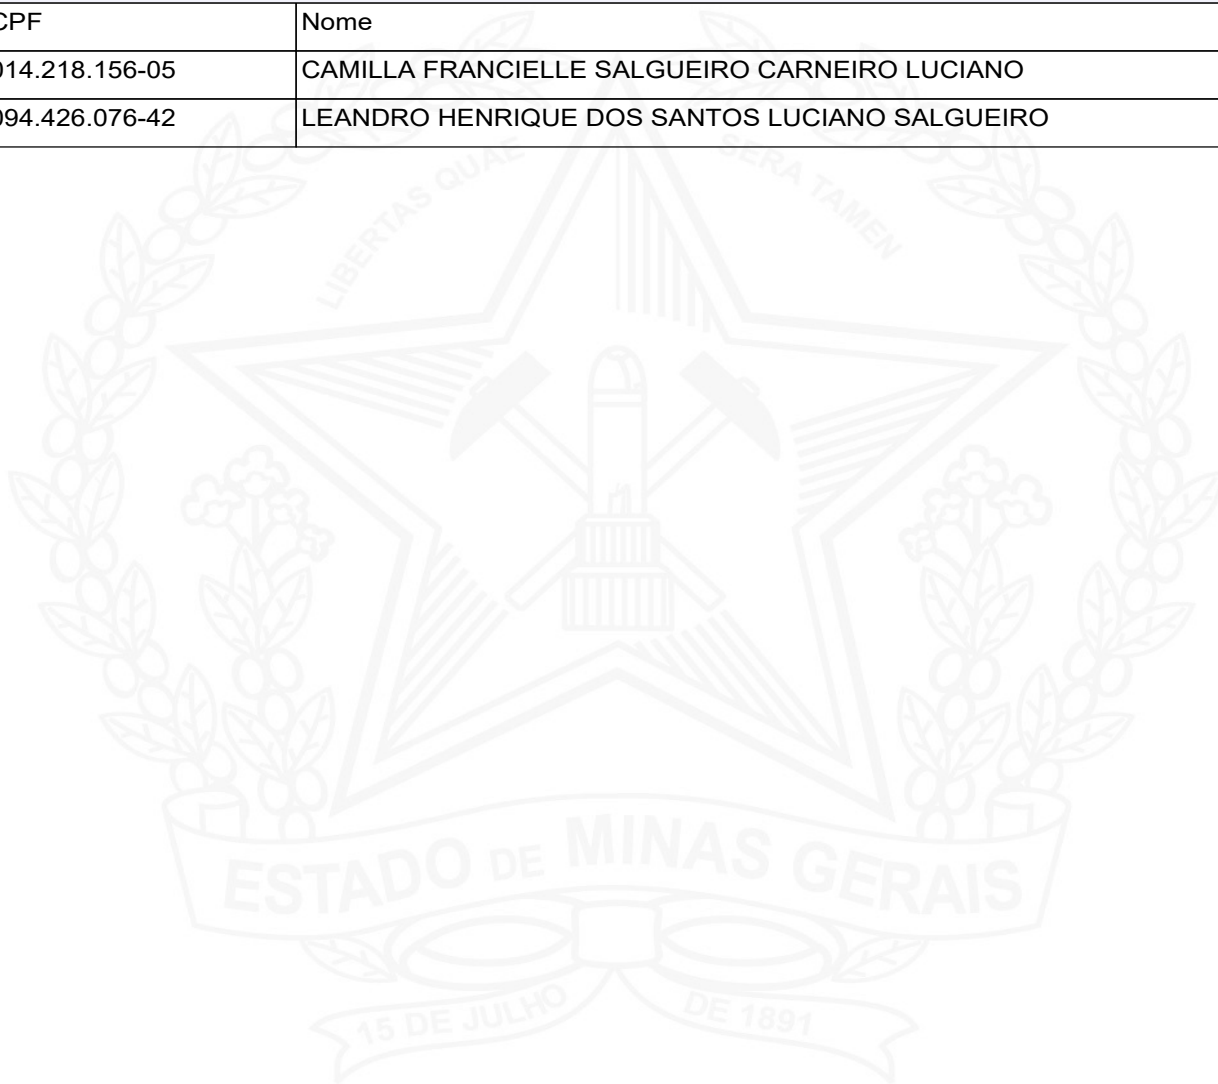 CPF Nome
014.218.156-05 CAMILLA FRANCIELLE SALGUEIRO CARNEIRO LUCIANO
094.426.076-42 LEANDRO HENRIQUE DOS SANTOS LUCIANO SALGUEIRO
LIBERTAS QUAE SERA TAMEN
ESTADO DE MINAS GERAIS
15 DE JULHO DE 1891